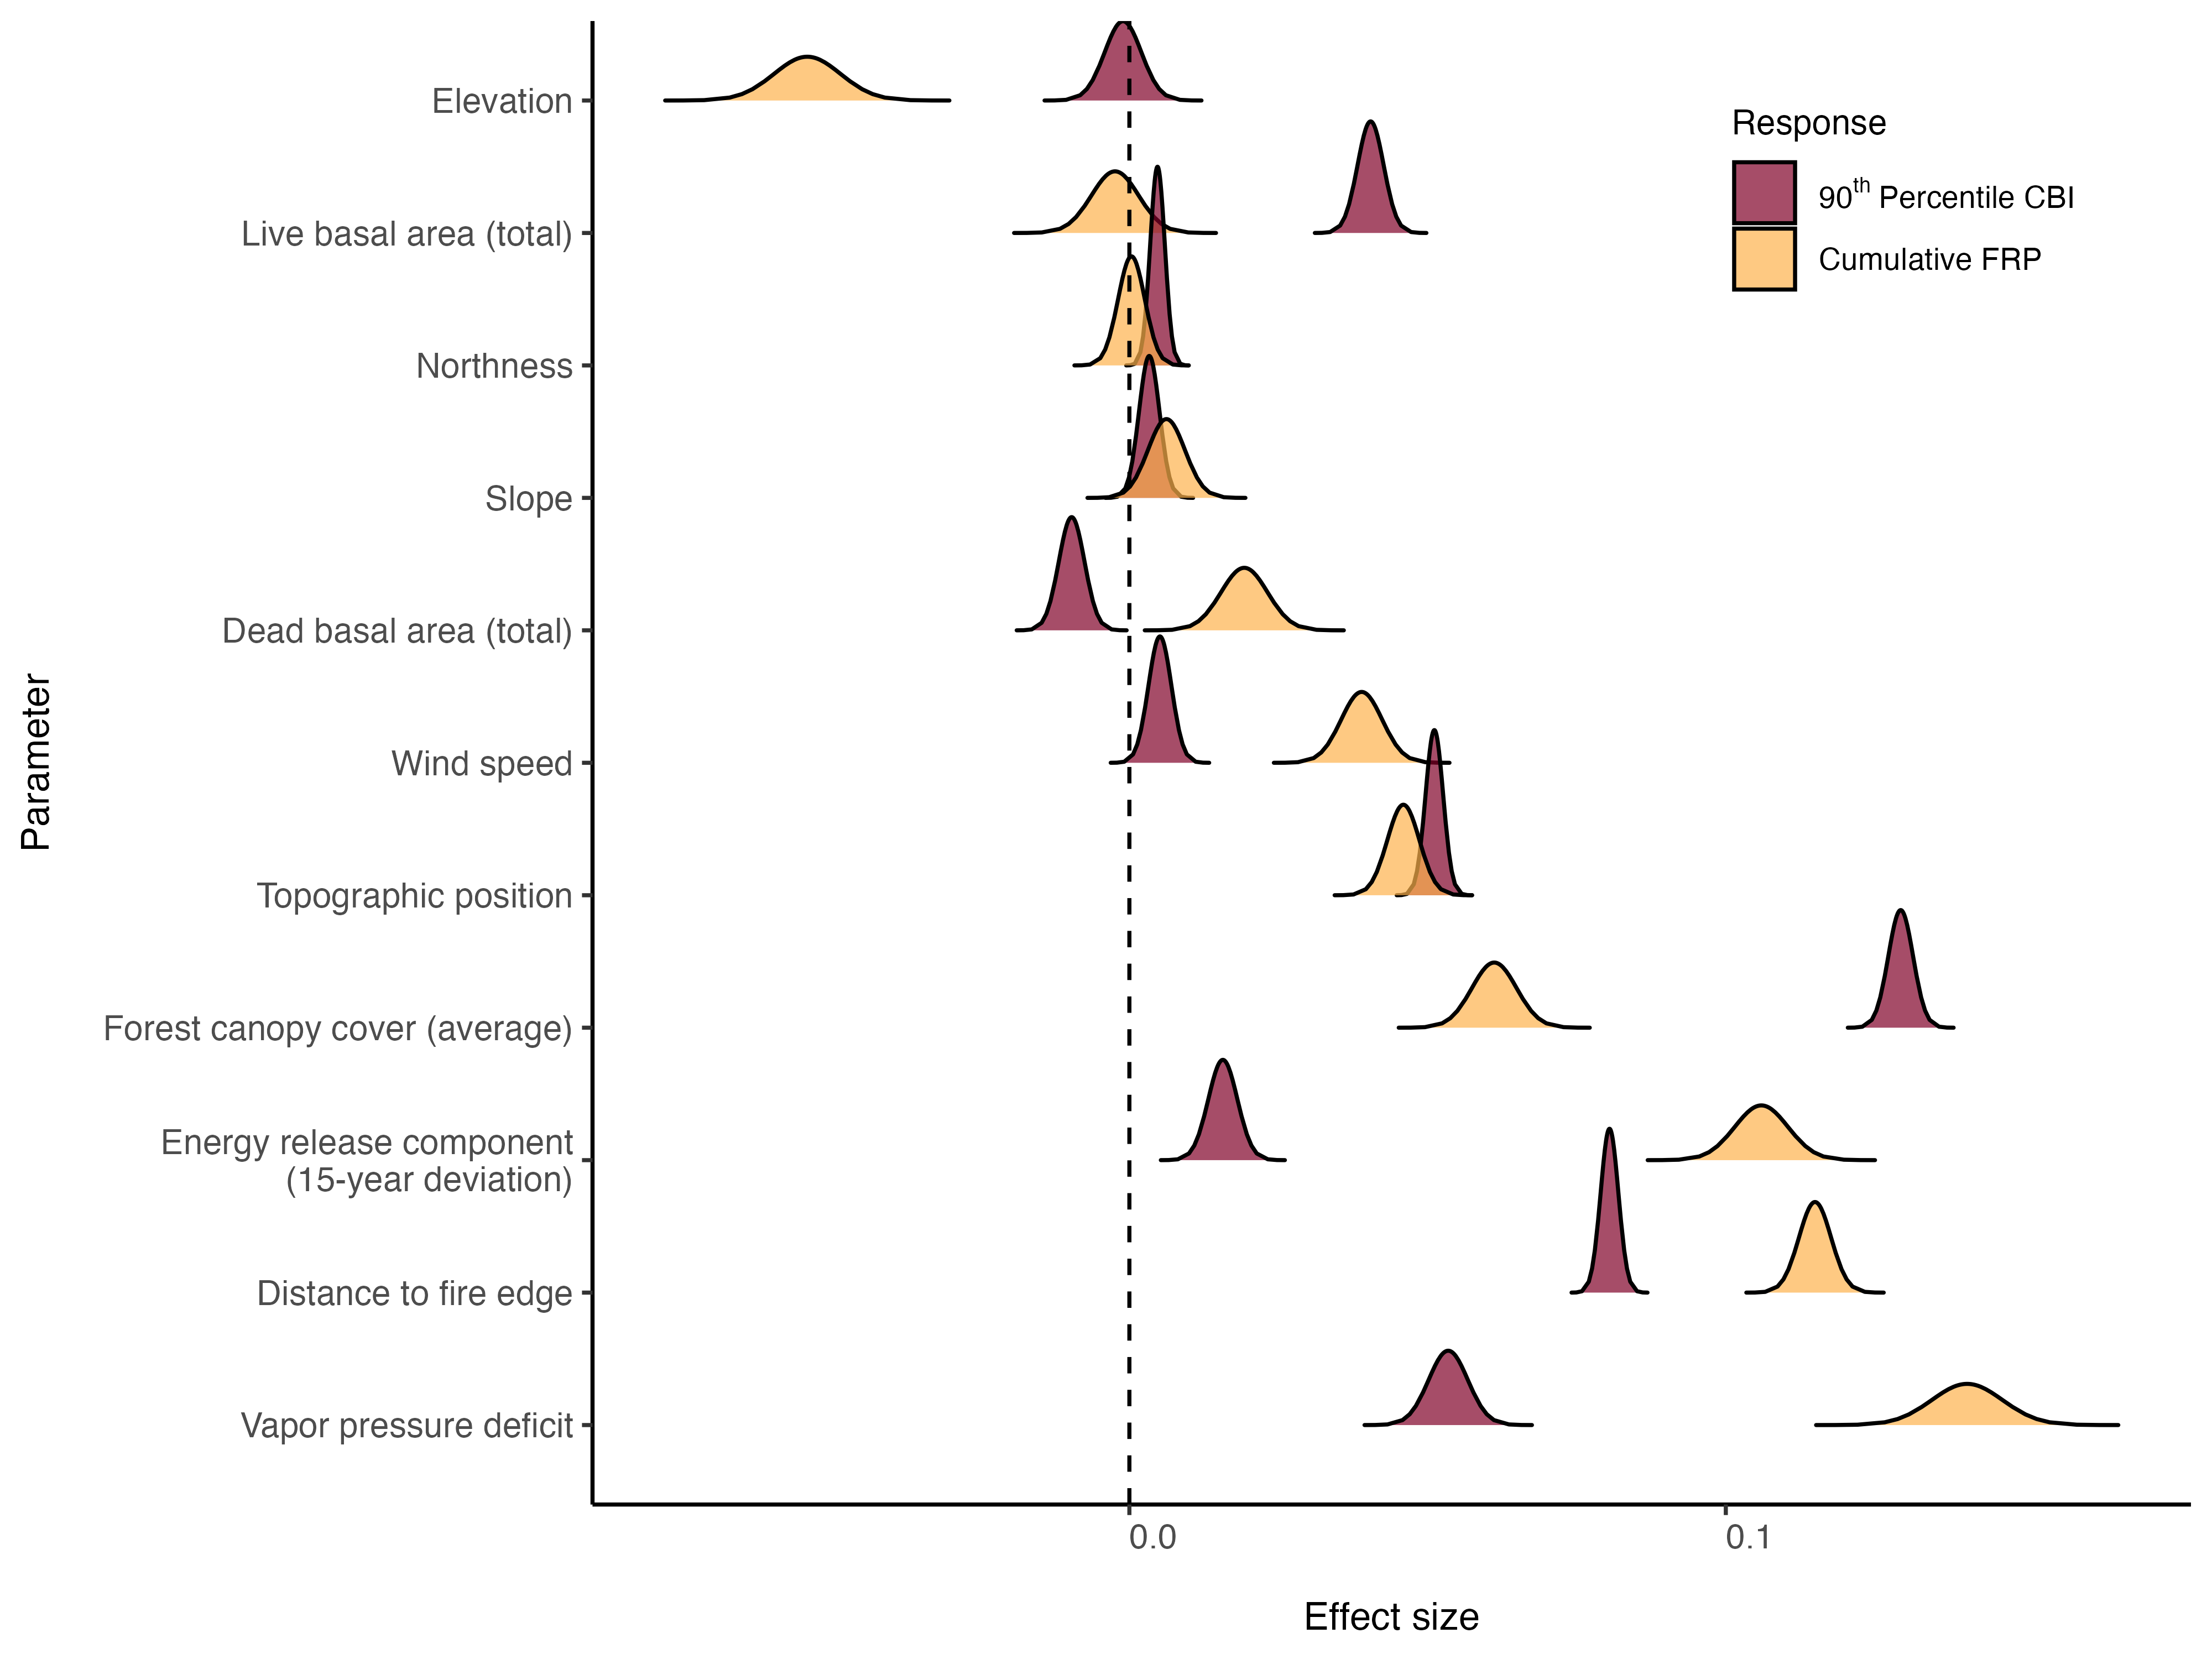 Elevation
Live basal area (total)
Northness
Slope
Dead basal area (total)
Wind speed
Topographic position
Forest canopy cover (average)
Energy release component
(15-year deviation)
Distance to fire edge
Vapor pressure deficit
Parameter
Response
90th Percentile CBI
Cumulative FRP
0.0
0.1
Effect size